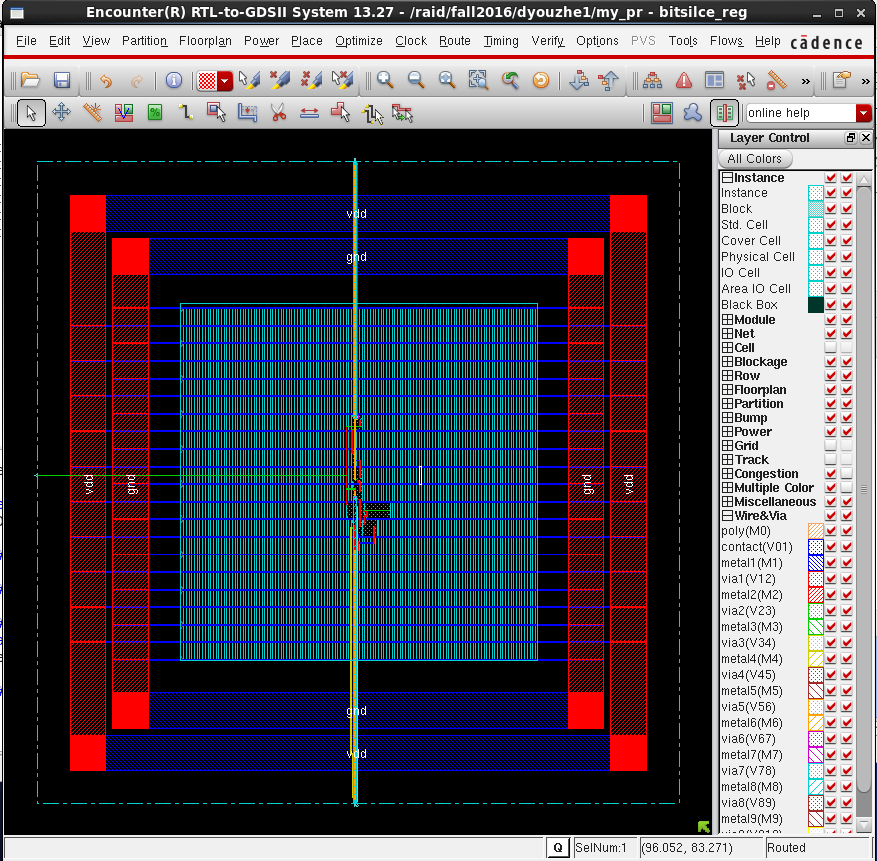 Encounter(R) RTL-to-GDSII System 13.27 - /raid/fall2016/dyouzhe1/my_pr - bitsilce_reg
File Edit View Partition Floorplan Power Place Optimize Clock Route Timing Verify Options PVS Tools Flows Help cādence
online help
Layer Control
All Colors
Instance
Instance
Block
Std. Cell
Cover Cell
Physical Cell
IO Cell
Area IO Cell
Black Box
Module
Net
Cell
Blockage
Row
Floorplan
Partition
Bump
Power
Grid
Track
Congestion
Multiple Color
Miscellaneous
Wire&Via
poly(M0)
contact(V01)
metal1(M1)
via1(V12)
metal2(M2)
via2(V23)
metal3(M3)
via3(V34)
metal4(M4)
via4(V45)
metal5(M5)
via5(V56)
metal6(M6)
via6(V67)
metal7(M7)
via7(V78)
metal8(M8)
via8(V89)
metal9(M9)
vdd
gnd
vdd
gnd
gnd
vdd
gnd
vdd
Q SelNum:1 (96.052, 83.271) Routed